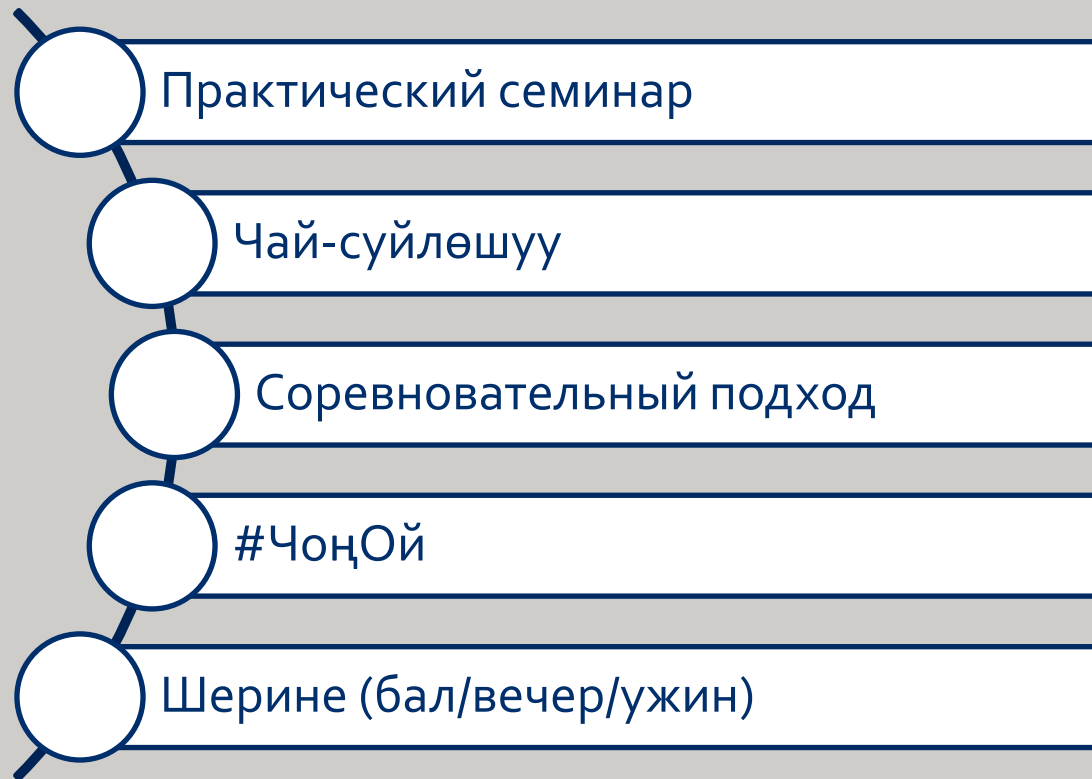 Практический семинар
Чай-суйлөшуу
Соревновательный подход
#ЧоңОй
Шерине (бал/вечер/ужин)